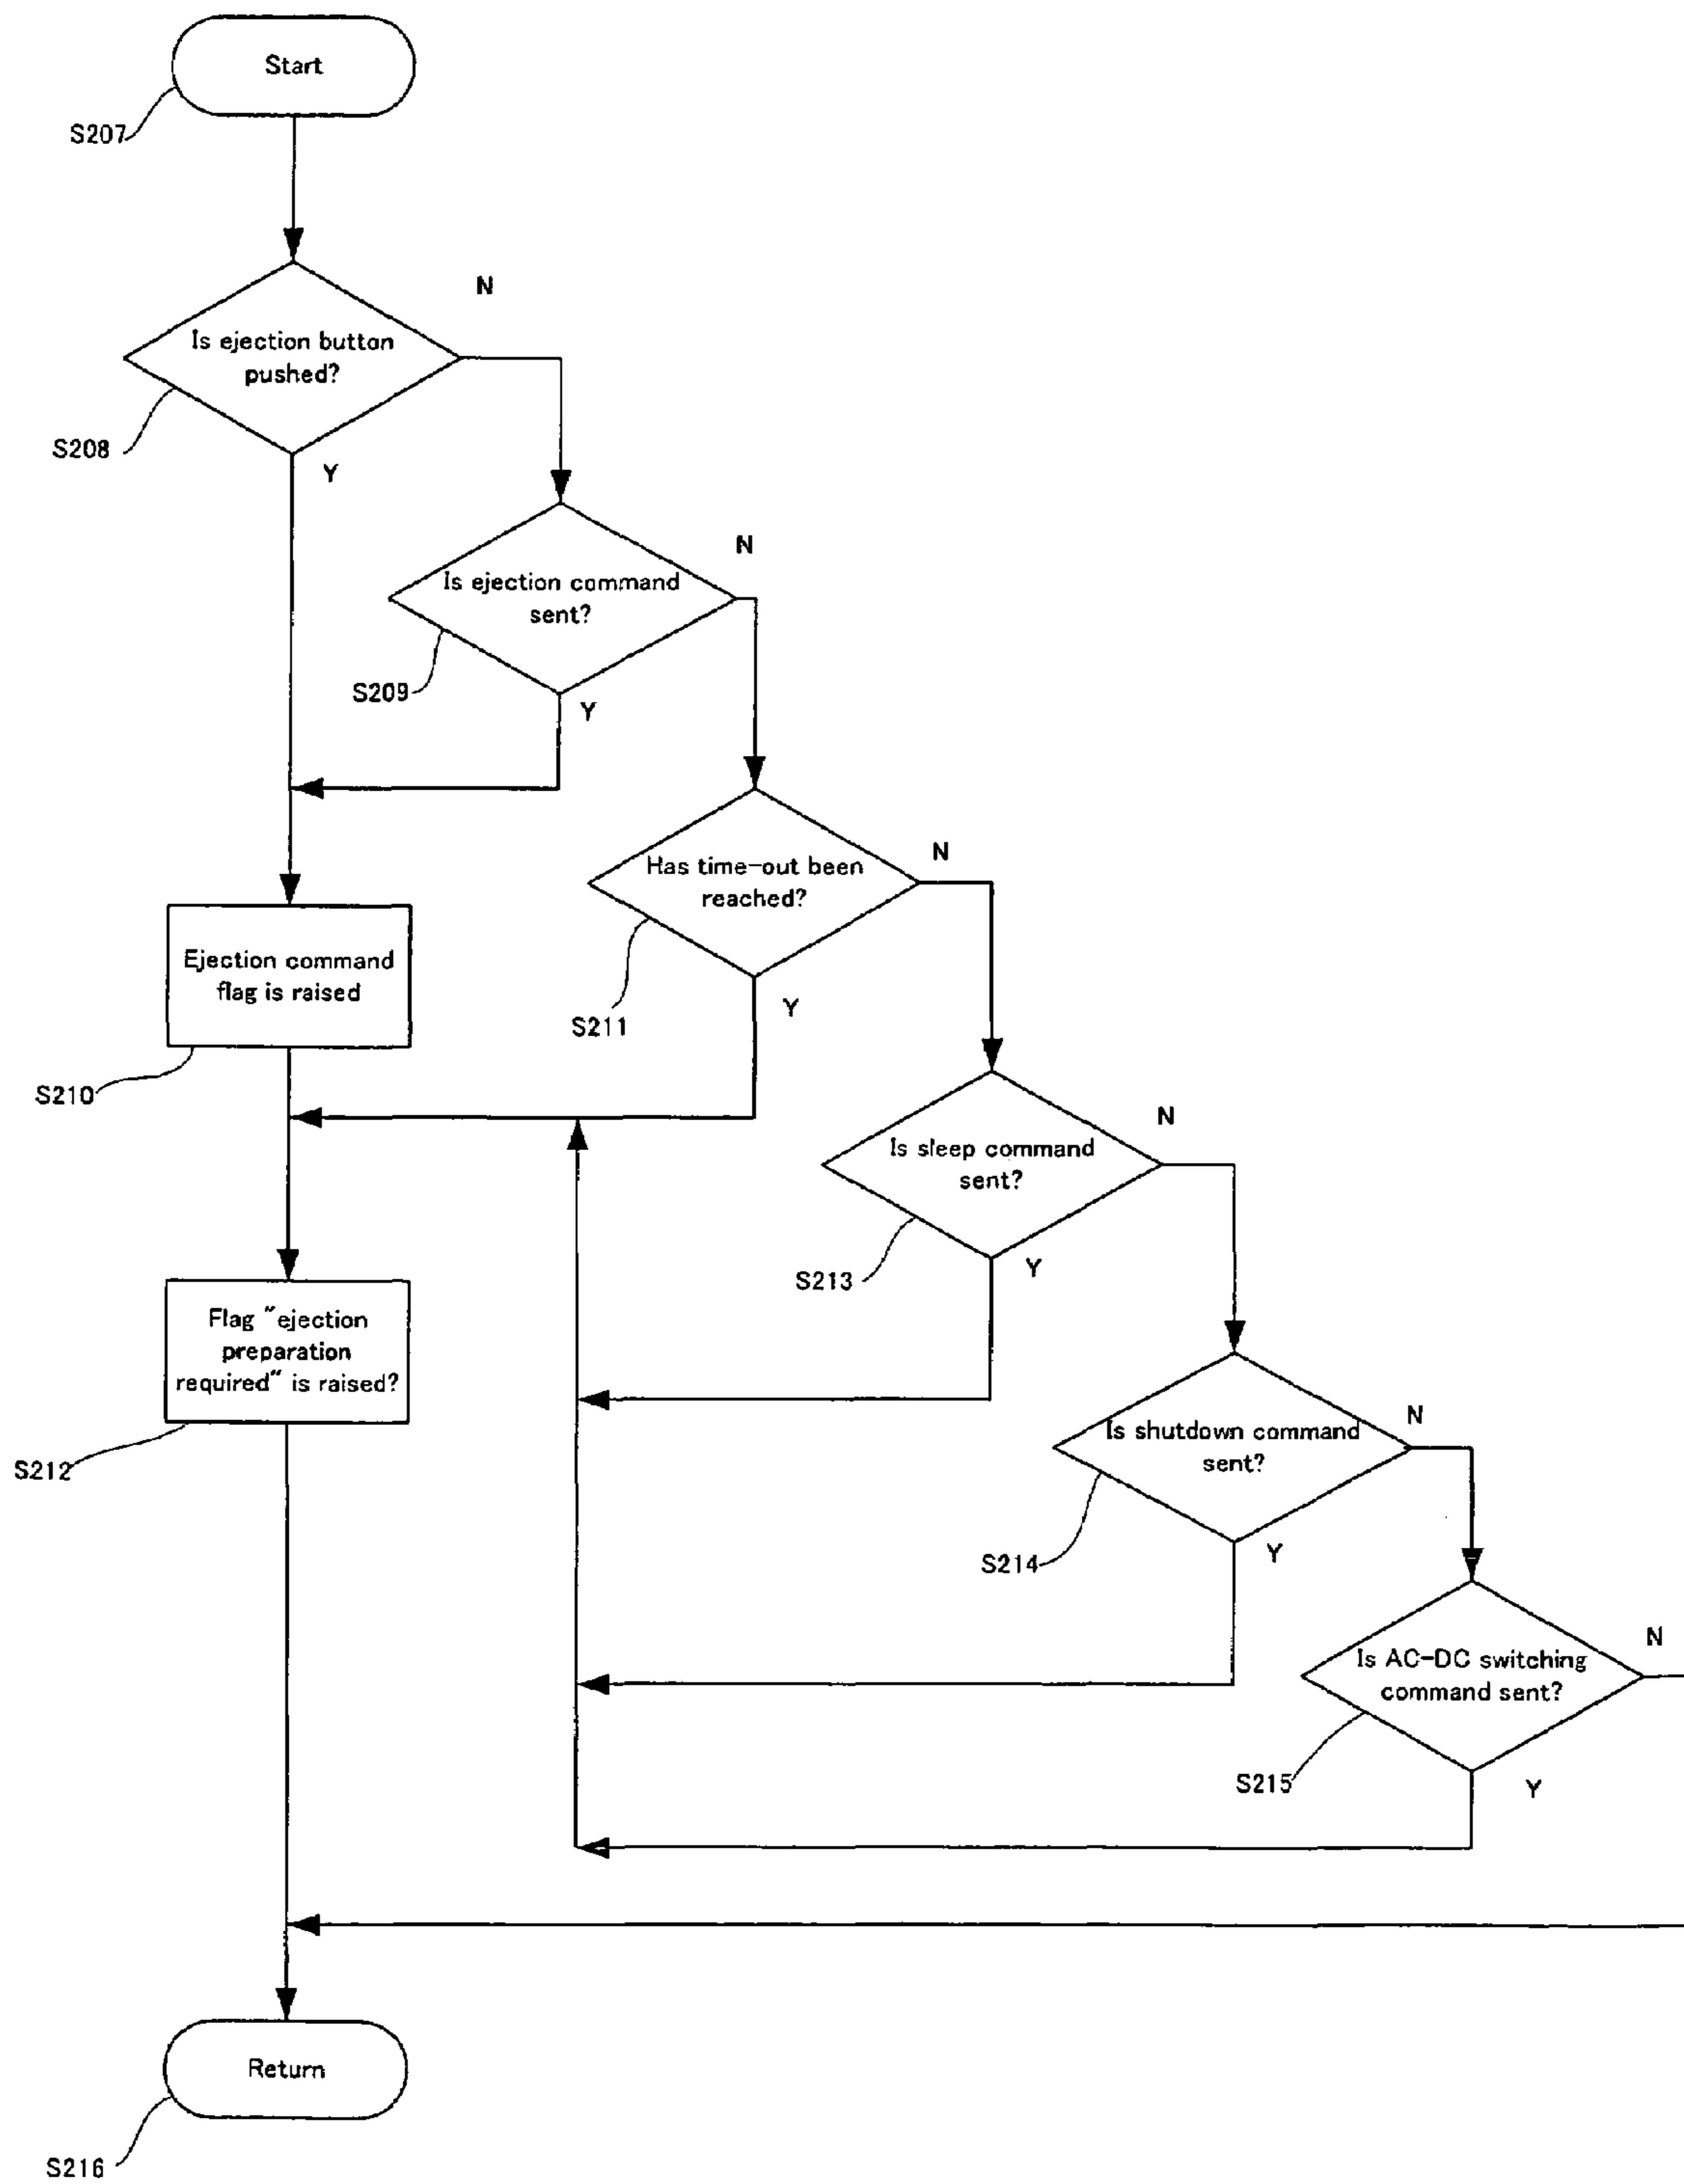 Start
S207
N
Is ejection button
pushed?
S208
Y
N
Is ejection command
sent?
S209
Y
N
Has time-out been
reached?
Ejection command
flag is raised
Y
S211
S210
N
Is sleep command
sent?
S213
Y
Flag "ejection
preparation
required" is raised?
S212
N
Is shutdown command
sent?
S214
Y
N
Is AC-DC switching
command sent?
S215
Y
Return
S216